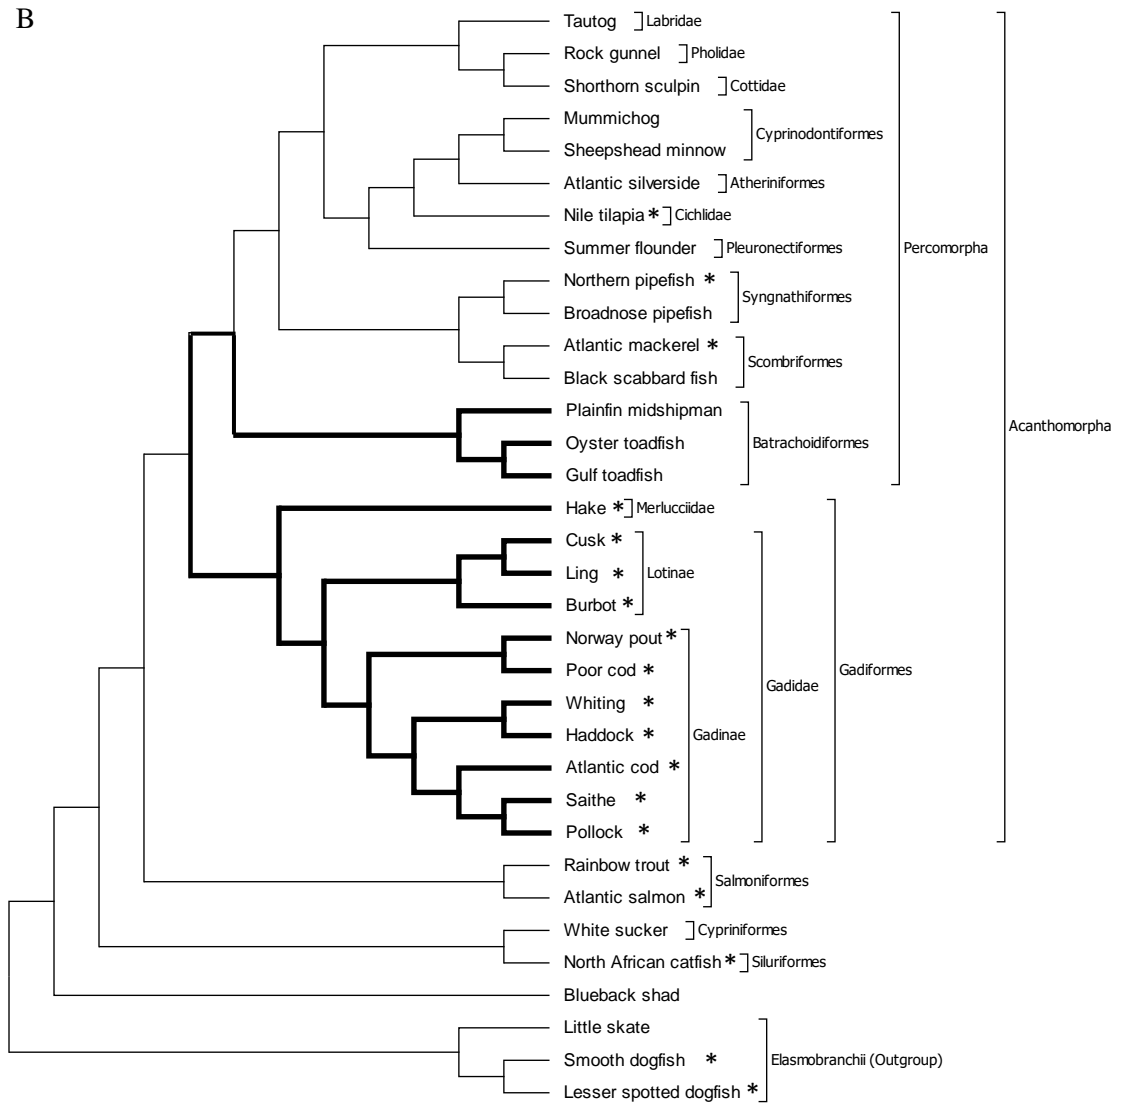 B
Tautog Labridae
Rock gunnel Pholidae
Shorthorn sculpin Cottidae
Mummichog
Cyprinodontiformes
Sheepshead minnow
Atlantic silverside Atheriniformes
Nile tilapia * Cichlidae
Summer flounder Pleuronectiformes
Percomorpha
Northern pipefish *
Syngnathiformes
Broadnose pipefish
Atlantic mackerel *
Scombriformes
Black scabbard fish
Plainfin midshipman
Acanthomorpha
Oyster toadfish
Batrachoidiformes
Gulf toadfish
Hake * Merlucciidae
Cusk *
Ling * Lotinae
Burbot *
Norway pout *
Poor cod *
Gadiformes
Gadidae
Whiting *
Haddock * Gadinae
Atlantic cod *
Saithe *
Pollock *
Rainbow trout *
Salmoniformes
Atlantic salmon *
White sucker Cypriniformes
North African catfish * Siluriformes
Blueback shad
Little skate
Smooth dogfish * Elasmobranchii (Outgroup)
Lesser spotted dogfish *